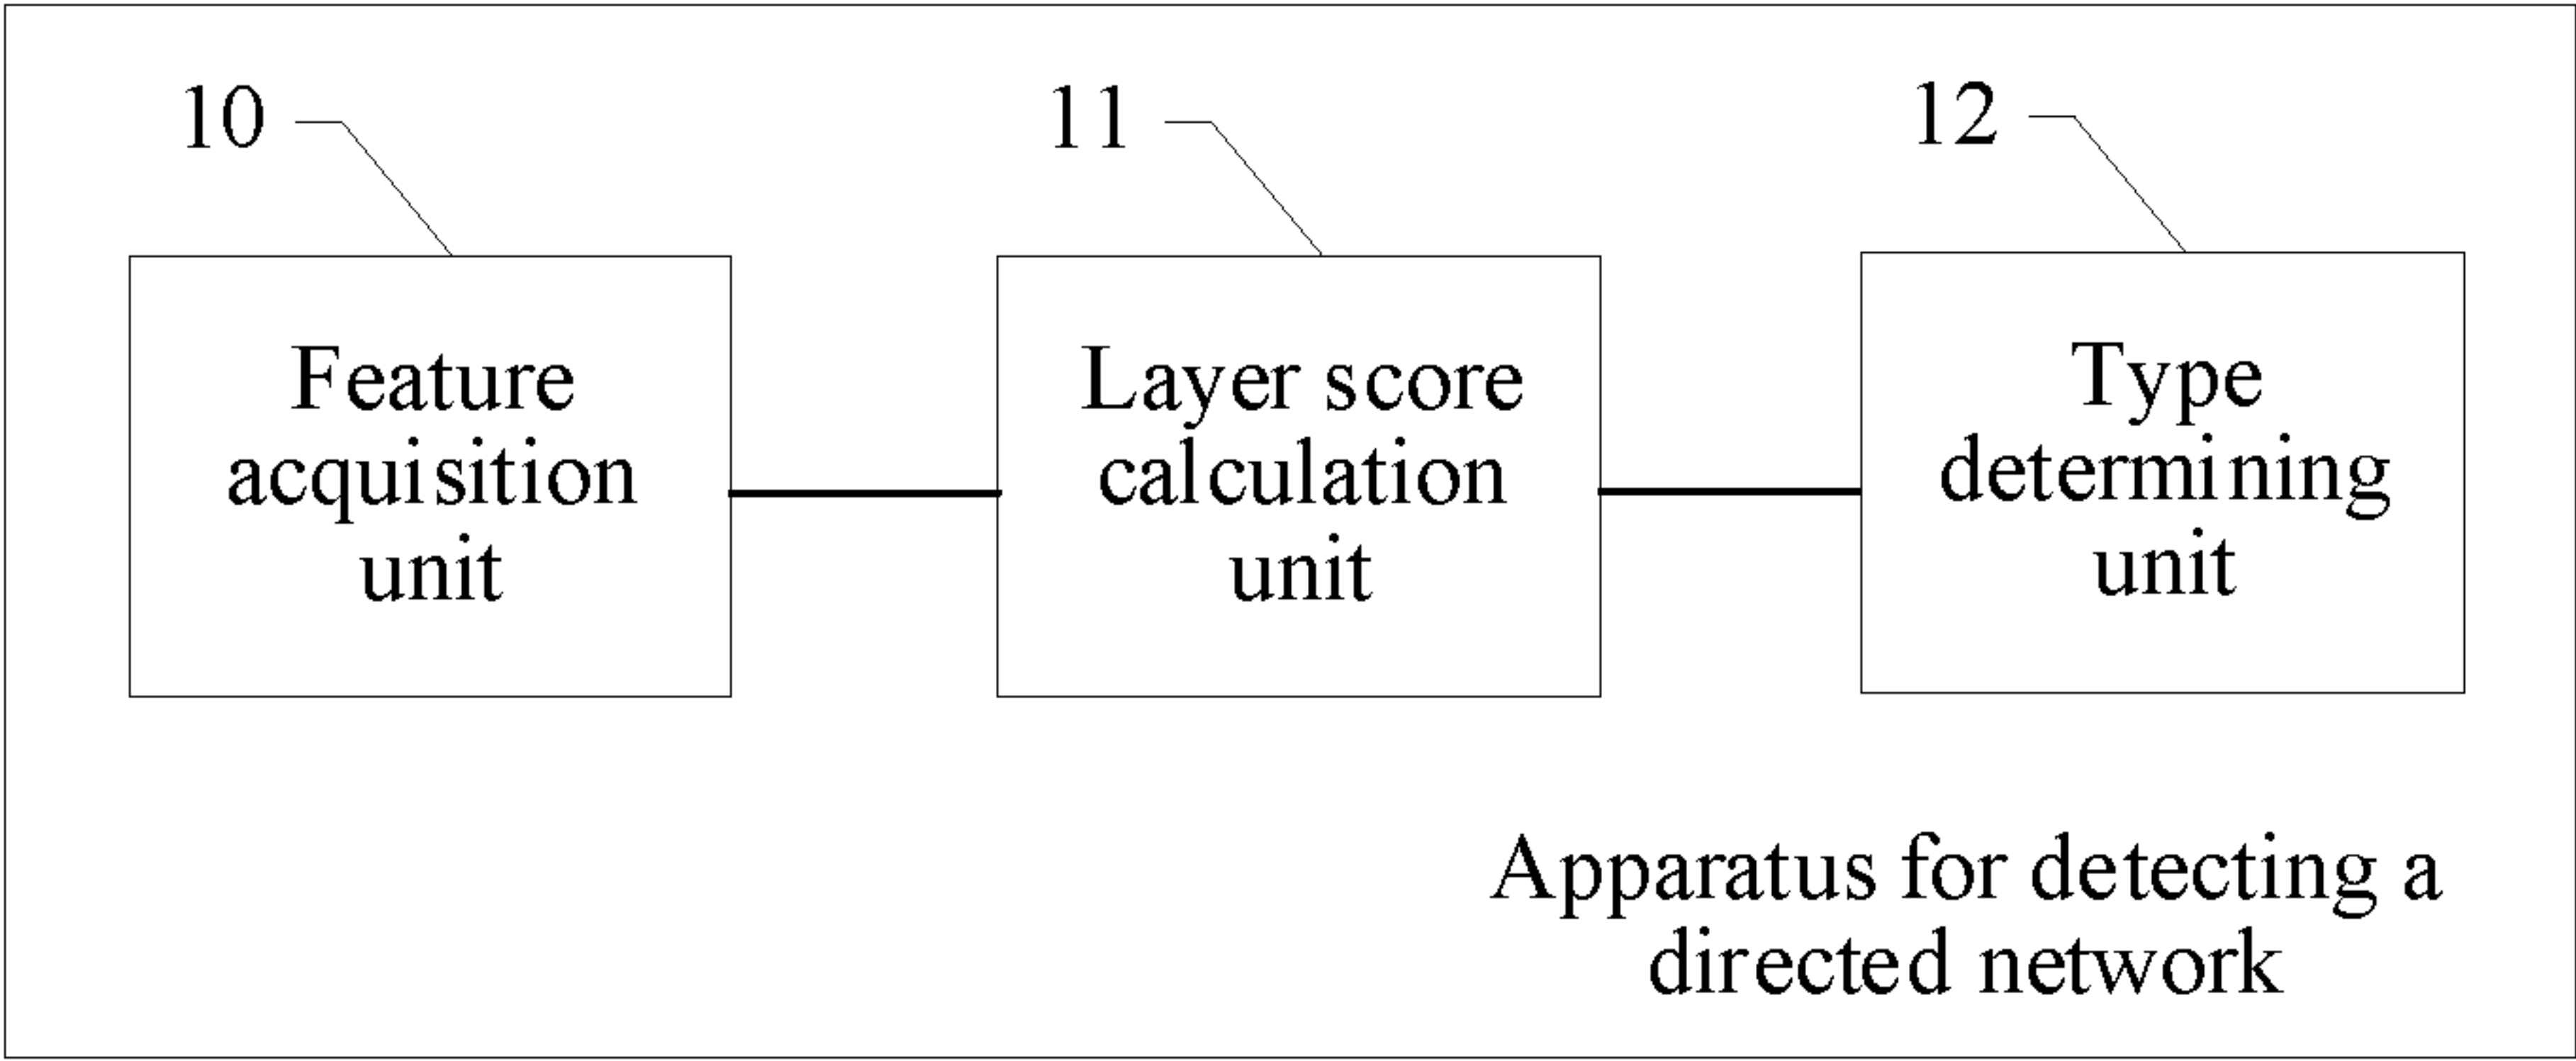 10
11
12
Feature
acquisition
unit
Layer score
calculation
unit
Type
determining
unit
Apparatus for detecting a
directed network